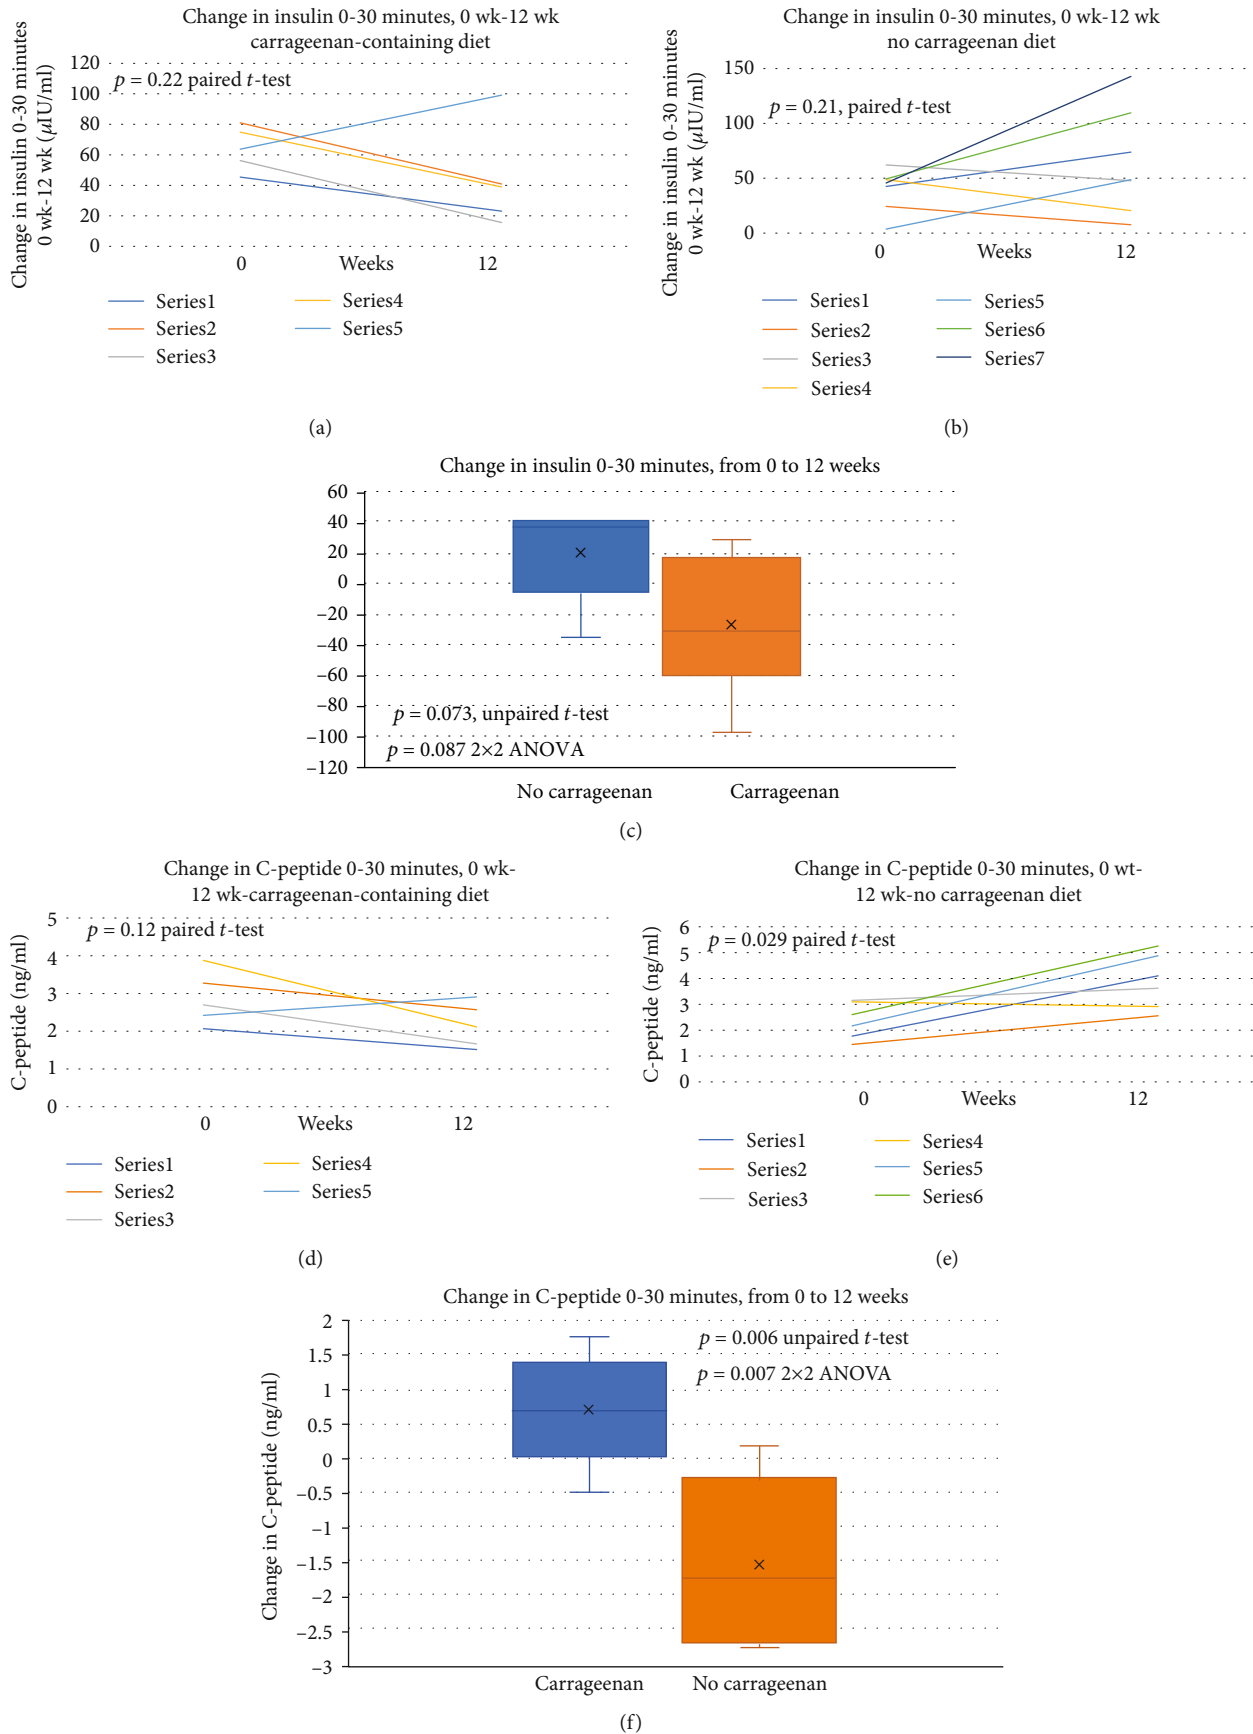 Change in insulin 0-30 minutes, 0 wk-12 wk
carrageenan-containing diet
Change in insulin 0-30 minutes
0 wk-12 wk (μIU/ml)
120
100
80
60
40
20
0
p = 0.22 paired t-test
0 Weeks 12
Series1 Series4
Series2 Series5
Series3
(a)
Change in insulin 0-30 minutes, 0 wk-12 wk
no carrageenan diet
Change in insulin 0-30 minutes
0 wk-12 wk (μIU/ml)
150
100
50
0
p = 0.21, paired t-test
0 Weeks 12
Series1 Series5
Series2 Series6
Series3 Series7
Series4
(b)
Change in insulin 0-30 minutes, from 0 to 12 weeks
60
40
20
0
−20
−40
−60
−80
−100
−120
p = 0.073, unpaired t-test
p = 0.087 2×2 ANOVA
No carrageenan Carrageenan
(c)
Change in C-peptide 0-30 minutes, 0 wk-
12 wk-carrageenan-containing diet
C-peptide (ng/ml)
5
4
3
2
1
0
p = 0.12 paired t-test
0 Weeks 12
Series1 Series4
Series2 Series5
Series3
(d)
Change in C-peptide 0-30 minutes, 0 wt-
12 wk-no carrageenan diet
C-peptide (ng/ml)
6
5
4
3
2
1
0
p = 0.029 paired t-test
0 Weeks 12
Series1 Series4
Series2 Series5
Series3 Series6
(e)
Change in C-peptide 0-30 minutes, from 0 to 12 weeks
Change in C-peptide (ng/ml)
2
1.5
1
0.5
0
−0.5
−1
−1.5
−2
−2.5
−3
p = 0.006 unpaired t-test
p = 0.007 2×2 ANOVA
Carrageenan No carrageenan
(f)